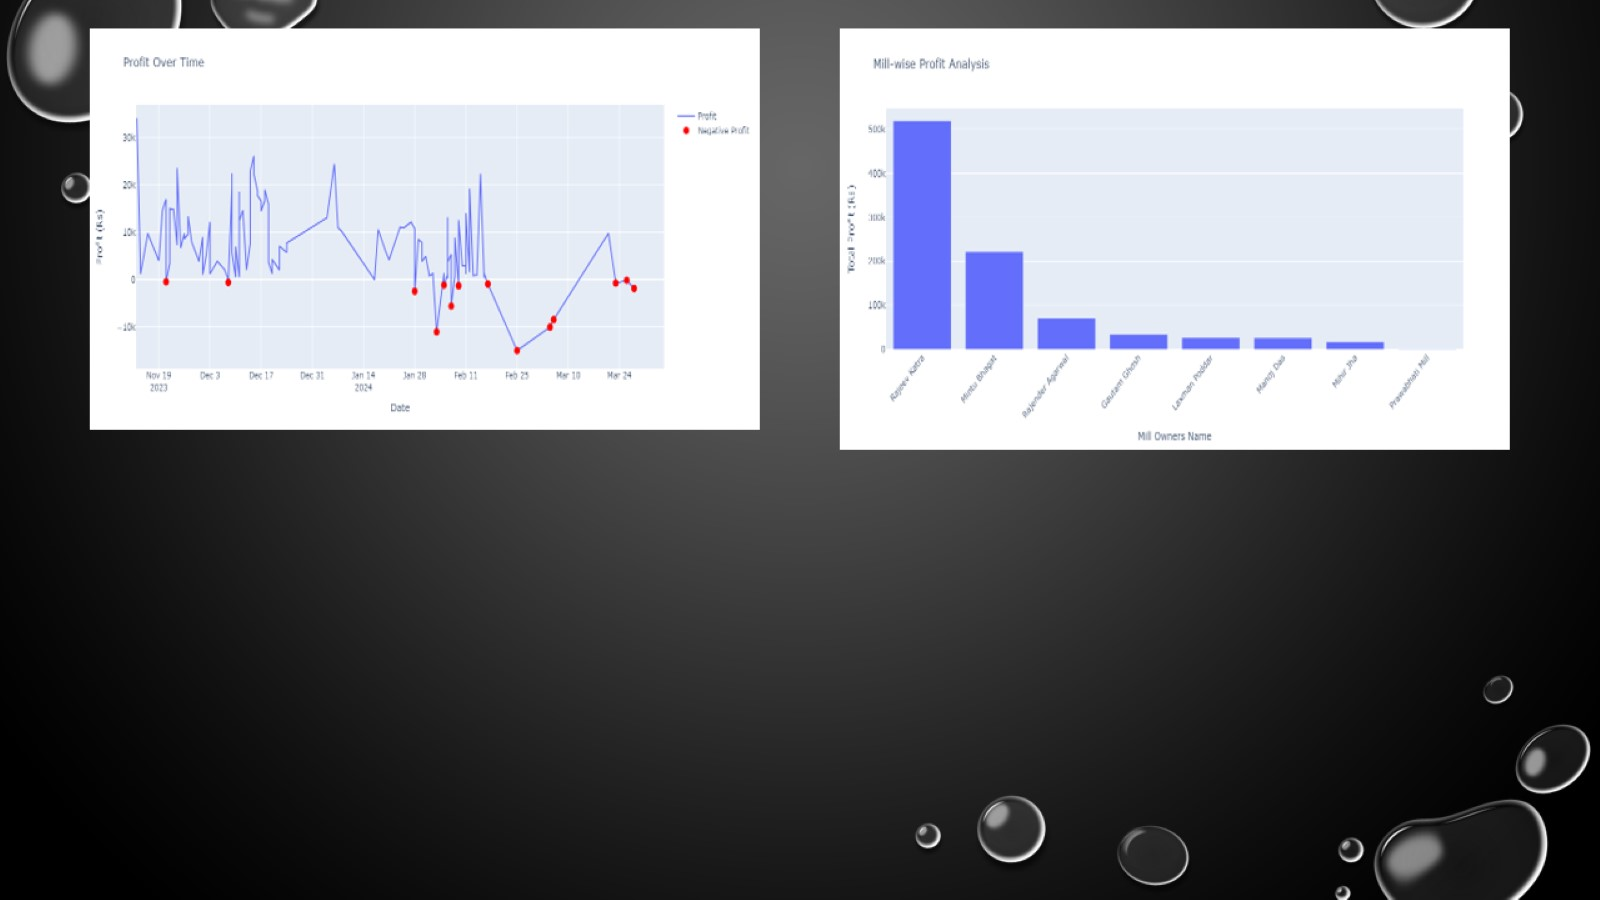 Profit Over Time
Profit
Negative Profit
30k
20k
10k
0
−10k
Profit (Rs)
Nov 19
2023
Dec 3
Dec 17
Dec 31
Jan 14
2024
Jan 28
Feb 11
Feb 25
Mar 10
Mar 24
Date
Mill-wise Profit Analysis
500k
400k
300k
200k
100k
0
Total Profit (Rs)
Rajeev Katra
Mintu Bhagat
Rajender Agarwal
Gautam Ghosh
Laxman Poddar
Manoj Das
Jha
Prawabhati Mill
Mill Owners Name